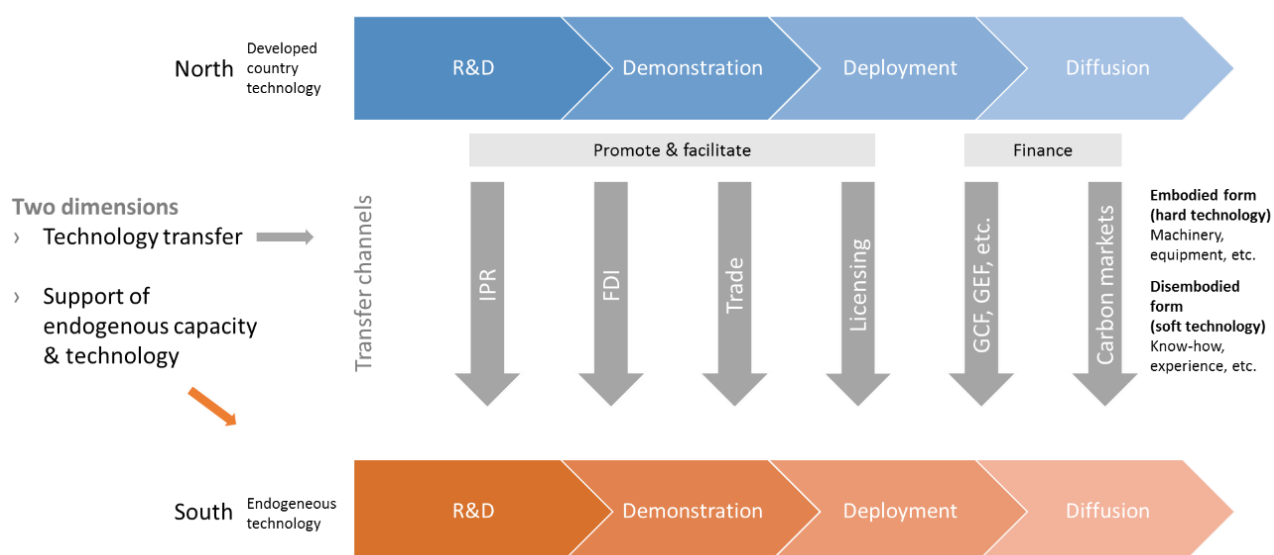 North
Developed
country
technology
R&D
Demonstration
Deployment
Diffusion
Promote & facilitate
Finance
Two dimensions
› Technology transfer
› Support of
endogenous capacity
& technology
Transfer channels
IPR
FDI
Trade
Licensing
GCF, GEF, etc.
Carbon markets
Embodied form
(hard technology)
Machinery,
equipment, etc.
Disembodied
form
(soft technology)
Know-how,
experience, etc.
South
Endogeneous
technology
R&D
Demonstration
Deployment
Diffusion